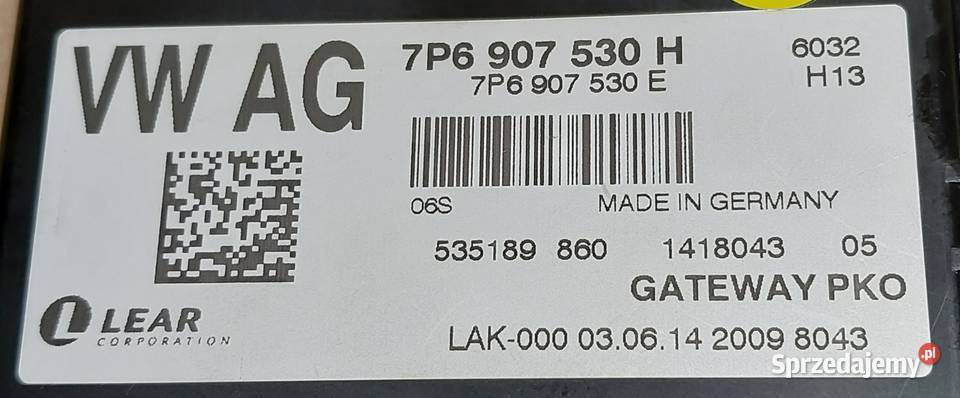 VW AG
7P6 907 530 H
7P6 907 530 E
6032
H13
06S
MADE IN GERMANY
535189 860 1418043 05
GATEWAY PKO
LEAR
CORPORATION
LAK-000 03.06.14 2009 8043
Sprzedajemy.pl